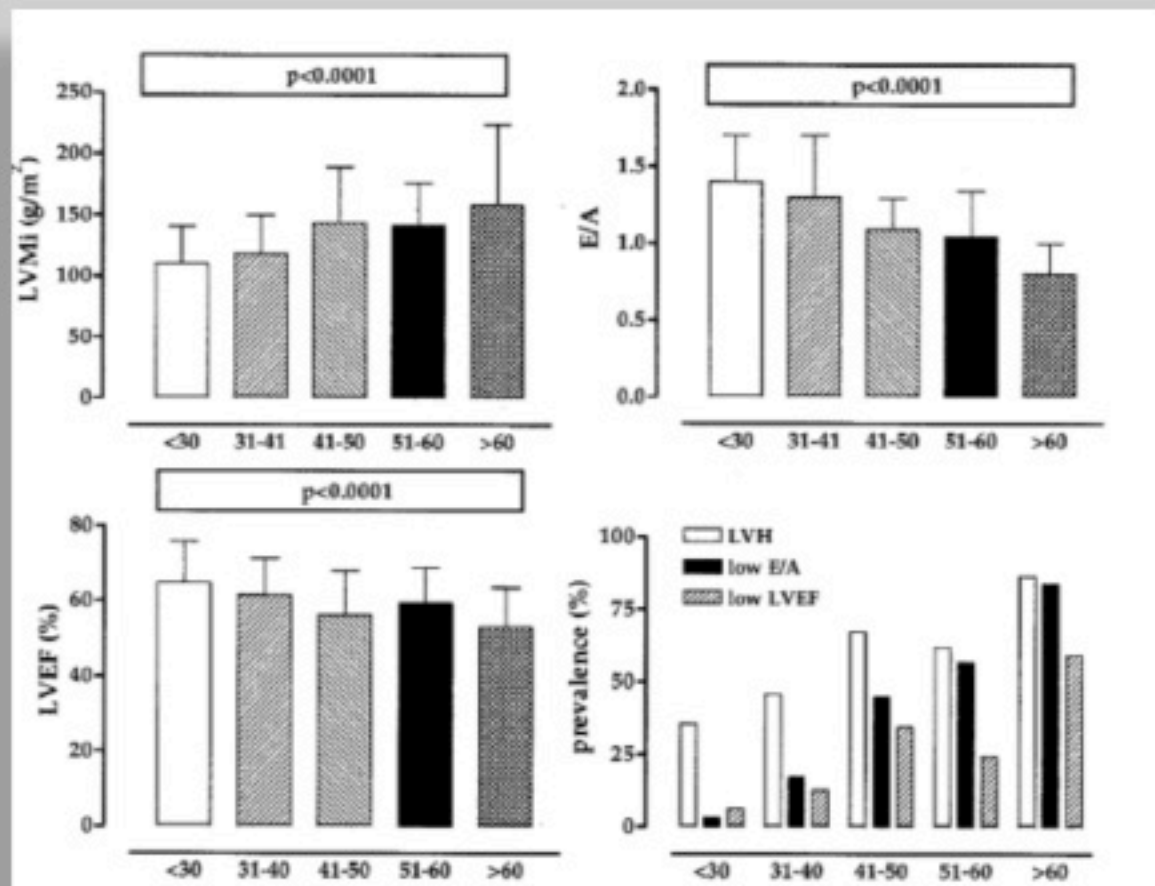 p<0.0001
250
200
150
100
50
0
LVMi (g/m²)
<30 31-41 41-50 51-60 >60
p<0.0001
2.0
1.5
1.0
0.5
0.0
E/A
<30 31-41 41-50 51-60 >60
p<0.0001
80
60
40
20
0
LVEF (%)
<30 31-40 41-50 51-60 >60
100
75
50
25
0
prevalence (%)
LVH
low E/A
low LVEF
<30 31-40 41-50 51-60 >60